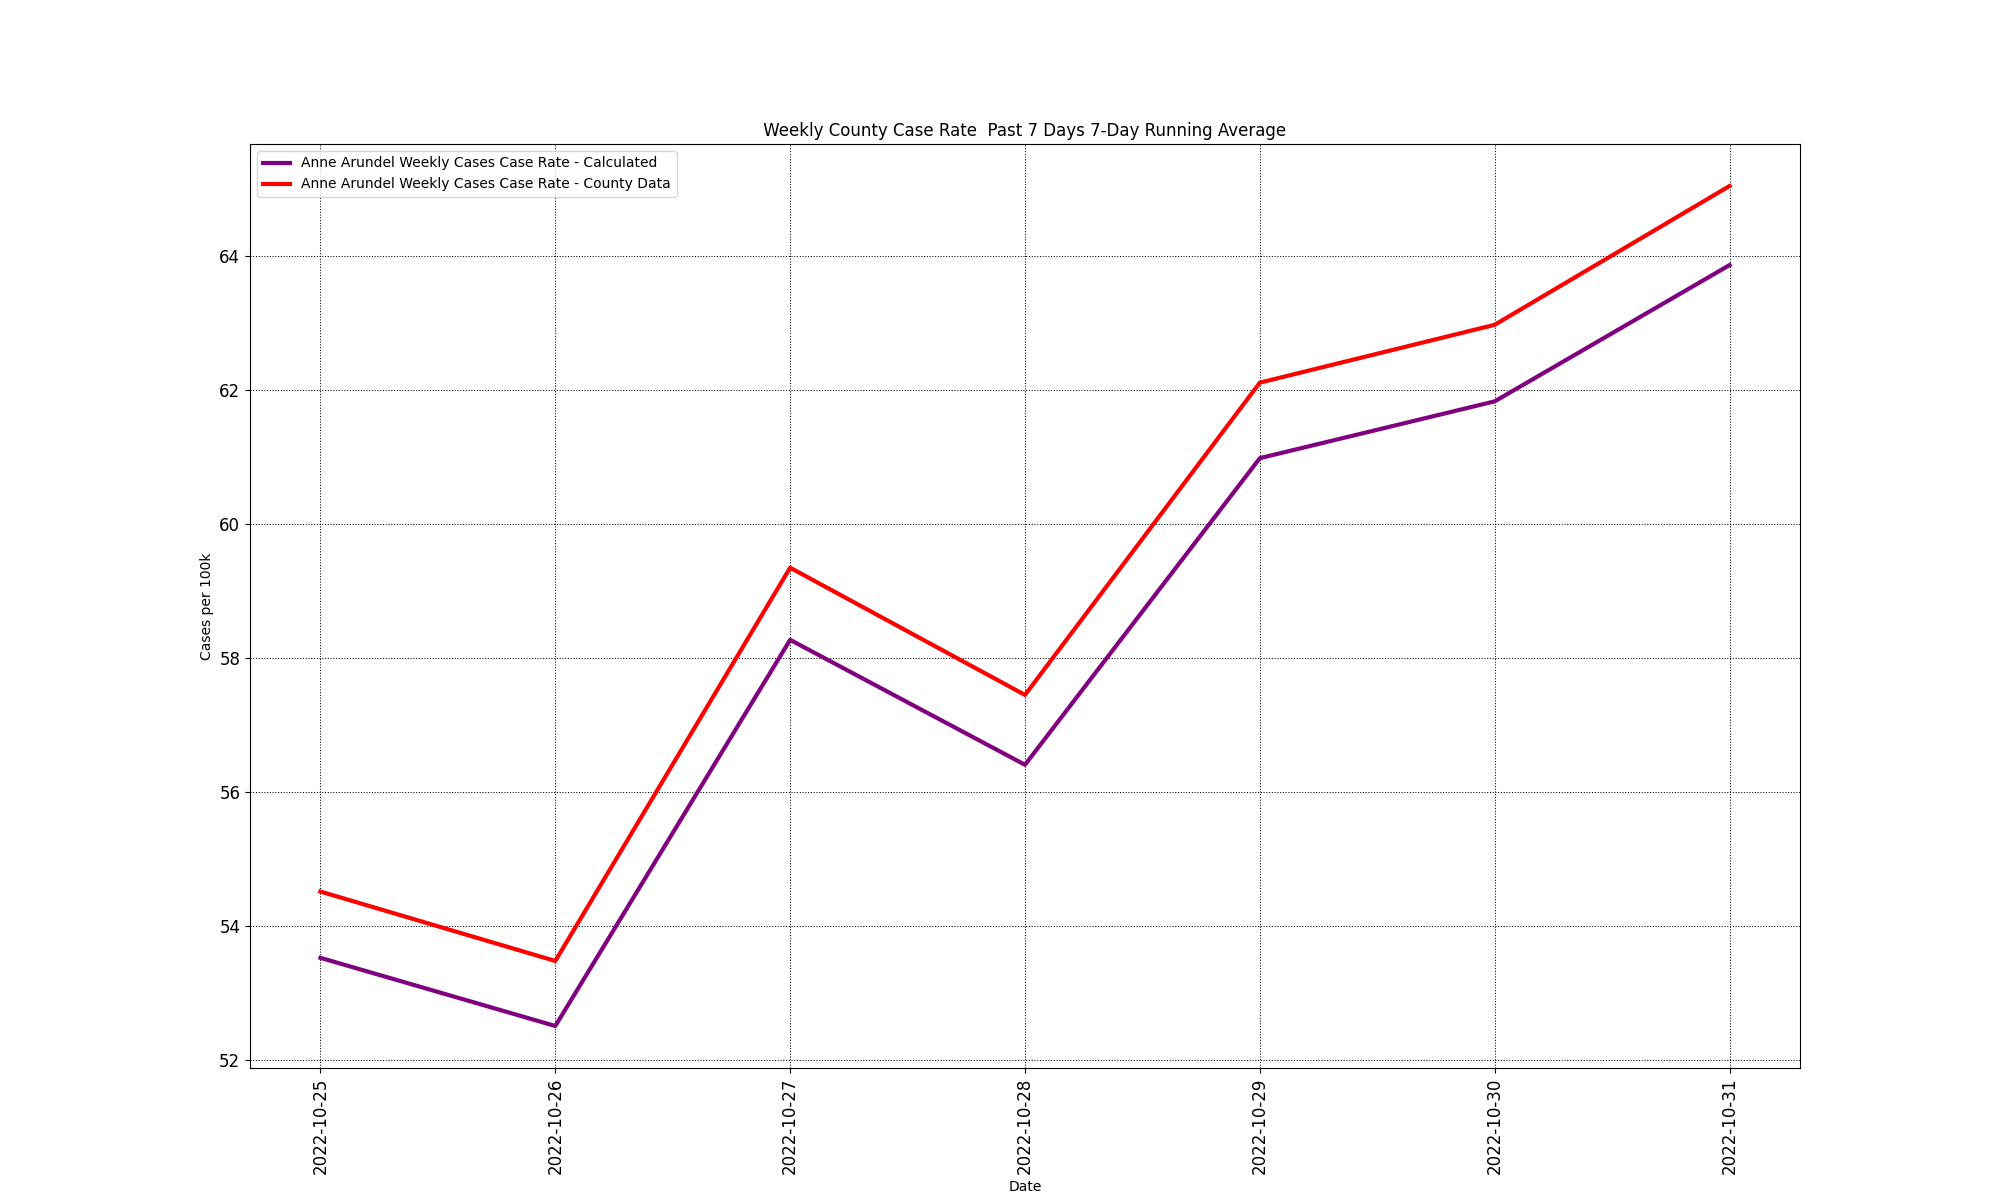 Weekly County Case Rate  Past 7 Days 7-Day Running Average
Anne Arundel Weekly Cases Case Rate - Calculated
Anne Arundel Weekly Cases Case Rate - County Data
64
62
60
58
56
54
52
Cases per 100k
2022-10-25
2022-10-26
2022-10-27
2022-10-28
2022-10-29
2022-10-30
2022-10-31
Date